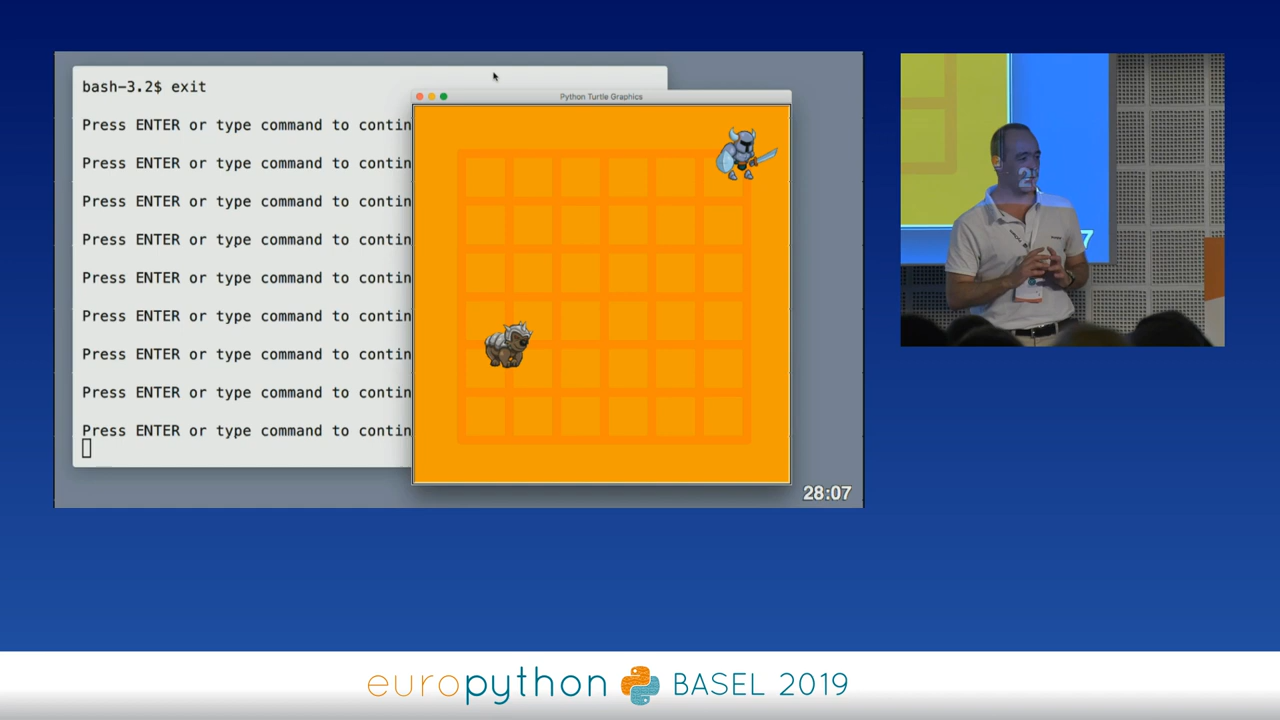 bash-3.2$ exit
Press ENTER or type command to contin
Press ENTER or type command to contin
Press ENTER or type command to contin
Press ENTER or type command to contin
Press ENTER or type command to contin
Press ENTER or type command to contin
Press ENTER or type command to contin
Press ENTER or type command to contin
Press ENTER or type command to contin
Python Turtle Graphics
28:07
7
europython BASEL 2019